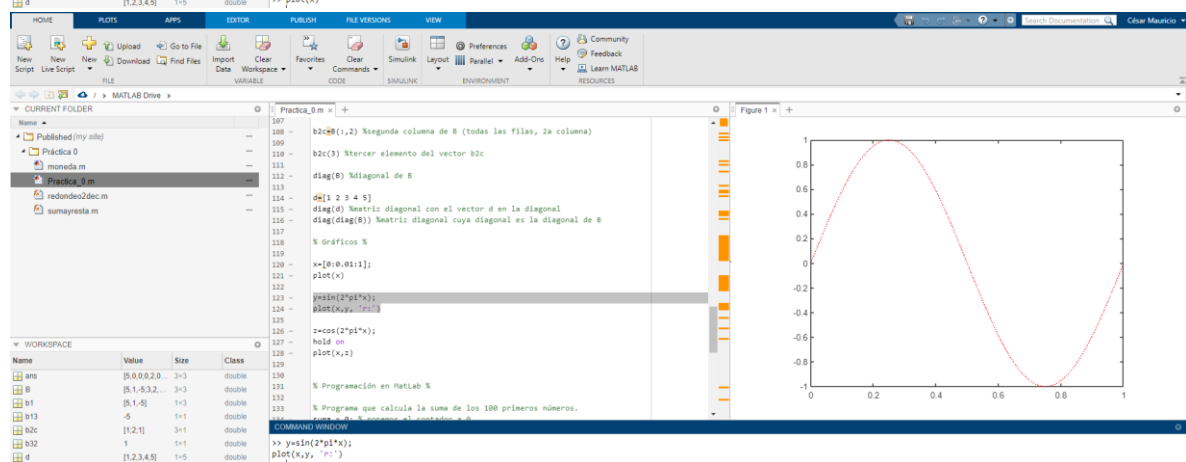 d [1,2,3,4,5] 1×5 double >> plot(x)
HOME PLOTS APPS EDITOR PUBLISH FILE VERSIONS VIEW Search Documentation César Mauricio
New Script
New Live Script
New
Upload
Download
Go to File
Find Files
FILE
Import Data
Clear Workspace
VARIABLE
Favorites
Clear Commands
CODE
Simulink
SIMULINK
Layout
Preferences
Parallel
Add-Ons
ENVIRONMENT
Help
Community
Feedback
Learn MATLAB
RESOURCES
/ MATLAB Drive
CURRENT FOLDER
Name
Published (my site)
Práctica 0
moneda.m
Practica_0.m
redondeo2dec.m
sumayresta.m
WORKSPACE
Name Value Size Class
ans [5,0,0;0,2,0... 3×3 double
B [5,1,-5;3,2,... 3×3 double
b1 [5,1,-5] 1×3 double
b13 -5 1×1 double
b2c [1;2;1] 3×1 double
b32 1 1×1 double
d [1,2,3,4,5] 1×5 double
Practica_0.m × +
107
108 – b2c=B(:,2) %segunda columna de B (todas las filas, 2a columna)
109
110 – b2c(3) %tercer elemento del vector b2c
111
112 – diag(B) %diagonal de B
113
114 – d=[1 2 3 4 5]
115 – diag(d) %matriz diagonal con el vector d en la diagonal
116 – diag(diag(B)) %matriz diagonal cuya diagonal es la diagonal de B
117
118 % Gráficos %
119
120 – x=[0:0.01:1];
121 – plot(x)
122
123 – y=sin(2*pi*x);
124 – plot(x,y, 'r:')
125
126 – z=cos(2*pi*x);
127 – hold on
128 – plot(x,z)
129
130
131 % Programación en MatLab %
132
133 % Programa que calcula la suma de los 100 primeros números.
Figure 1 × +
1
0.8
0.6
0.4
0.2
0
-0.2
-0.4
-0.6
-0.8
-1
0 0.2 0.4 0.6 0.8 1
COMMAND WINDOW
>> y=sin(2*pi*x);
plot(x,y, 'r:')